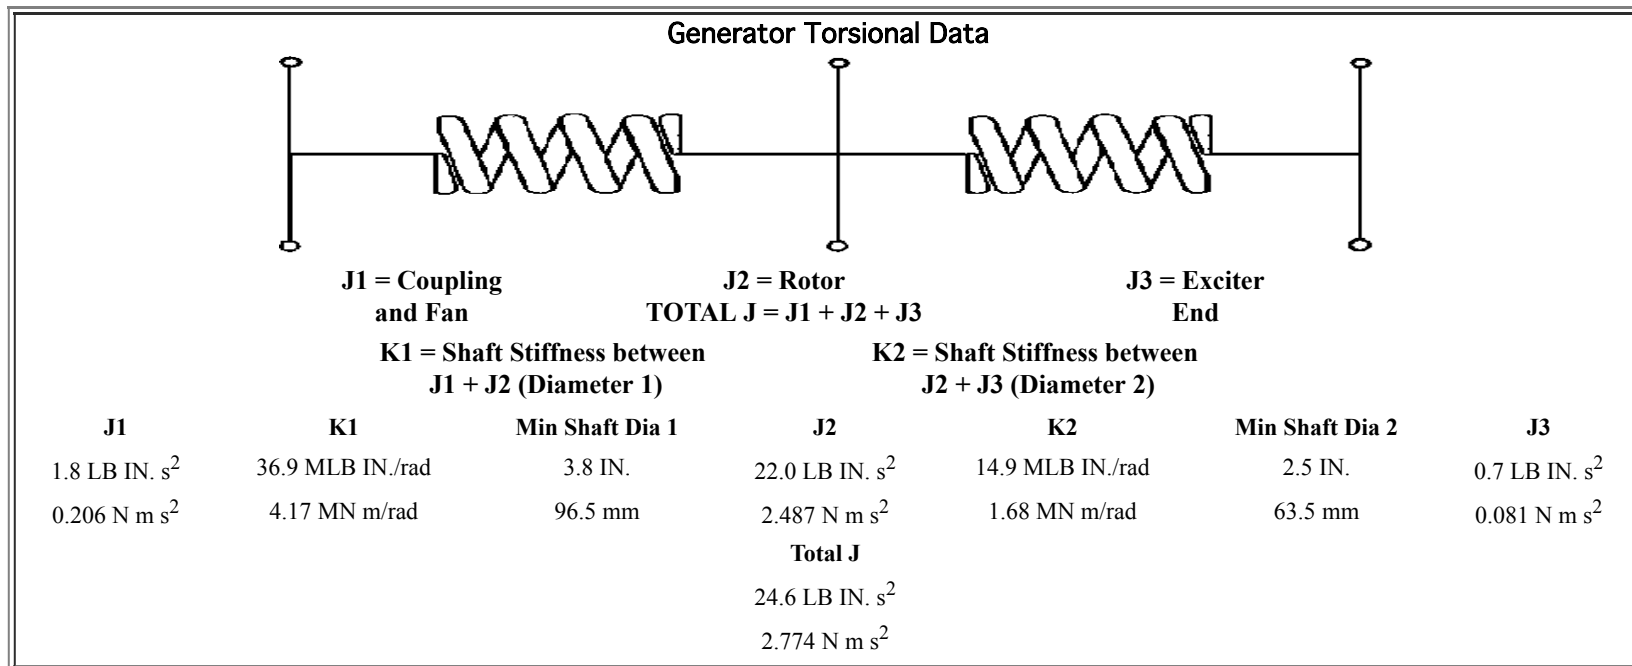 Generator Torsional Data
J1 = Coupling and Fan
J2 = Rotor
TOTAL J = J1 + J2 + J3
J3 = Exciter End
K1 = Shaft Stiffness between
J1 + J2 (Diameter 1)
K2 = Shaft Stiffness between
J2 + J3 (Diameter 2)
J1 K1 Min Shaft Dia 1 J2 K2 Min Shaft Dia 2 J3
1.8 LB IN. s² 36.9 MLB IN./rad 3.8 IN. 22.0 LB IN. s² 14.9 MLB IN./rad 2.5 IN. 0.7 LB IN. s²
0.206 N m s² 4.17 MN m/rad 96.5 mm 2.487 N m s² 1.68 MN m/rad 63.5 mm 0.081 N m s²
Total J
24.6 LB IN. s²
2.774 N m s²